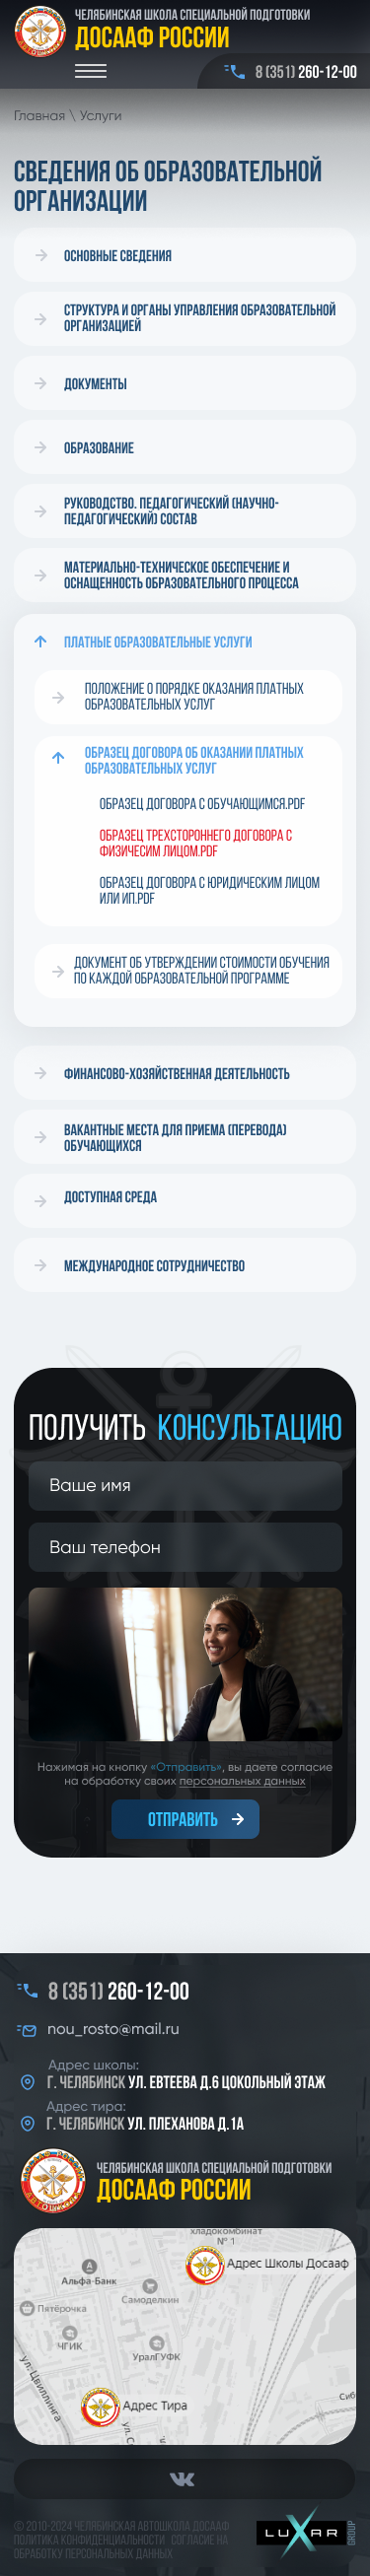 ЧЕЛЯБИНСКАЯ ШКОЛА СПЕЦИАЛЬНОЙ ПОДГОТОВКИ
ДОСААФ РОССИИ
8 (351) 260-12-00
Главная \ Услуги
СВЕДЕНИЯ ОБ ОБРАЗОВАТЕЛЬНОЙ
ОРГАНИЗАЦИИ
ОСНОВНЫЕ СВЕДЕНИЯ
СТРУКТУРА И ОРГАНЫ УПРАВЛЕНИЯ ОБРАЗОВАТЕЛЬНОЙ
ОРГАНИЗАЦИЕЙ
ДОКУМЕНТЫ
ОБРАЗОВАНИЕ
РУКОВОДСТВО. ПЕДАГОГИЧЕСКИЙ (НАУЧНО-
ПЕДАГОГИЧЕСКИЙ) СОСТАВ
МАТЕРИАЛЬНО-ТЕХНИЧЕСКОЕ ОБЕСПЕЧЕНИЕ И
ОСНАЩЕННОСТЬ ОБРАЗОВАТЕЛЬНОГО ПРОЦЕССА
ПЛАТНЫЕ ОБРАЗОВАТЕЛЬНЫЕ УСЛУГИ
ПОЛОЖЕНИЕ О ПОРЯДКЕ ОКАЗАНИЯ ПЛАТНЫХ
ОБРАЗОВАТЕЛЬНЫХ УСЛУГ
ОБРАЗЕЦ ДОГОВОРА ОБ ОКАЗАНИИ ПЛАТНЫХ
ОБРАЗОВАТЕЛЬНЫХ УСЛУГ
ОБРАЗЕЦ ДОГОВОРА С ОБУЧАЮЩИМСЯ.PDF
ОБРАЗЕЦ ТРЕХСТОРОННЕГО ДОГОВОРА С
ФИЗИЧЕСИМ ЛИЦОМ.PDF
ОБРАЗЕЦ ДОГОВОРА С ЮРИДИЧЕСКИМ ЛИЦОМ
ИЛИ ИП.PDF
ДОКУМЕНТ ОБ УТВЕРЖДЕНИИ СТОИМОСТИ ОБУЧЕНИЯ
ПО КАЖДОЙ ОБРАЗОВАТЕЛЬНОЙ ПРОГРАММЕ
ФИНАНСОВО-ХОЗЯЙСТВЕННАЯ ДЕЯТЕЛЬНОСТЬ
ВАКАНТНЫЕ МЕСТА ДЛЯ ПРИЕМА (ПЕРЕВОДА)
ОБУЧАЮЩИХСЯ
ДОСТУПНАЯ СРЕДА
МЕЖДУНАРОДНОЕ СОТРУДНИЧЕСТВО
ПОЛУЧИТЬ КОНСУЛЬТАЦИЮ
Ваше имя
Ваш телефон
Нажимая на кнопку «Отправить», вы даете согласие
на обработку своих персональных данных
ОТПРАВИТЬ
8 (351) 260-12-00
nou_rosto@mail.ru
Адрес школы:
Г. ЧЕЛЯБИНСК УЛ. ЕВТЕЕВА Д.6 ЦОКОЛЬНЫЙ ЭТАЖ
Адрес тира:
Г. ЧЕЛЯБИНСК УЛ. ПЛЕХАНОВА Д.1А
ЧЕЛЯБИНСКАЯ ШКОЛА СПЕЦИАЛЬНОЙ ПОДГОТОВКИ
ДОСААФ РОССИИ
хладокомбинат
№ 1
Адрес Школы Досааф
Альфа-Банк
Самоделкин
Пятёрочка
ЧГИК
УралГУФК
ул. Цвиллинга
Сиб
Адрес Тира
© 2010-2024 ЧЕЛЯБИНСКАЯ АВТОШКОЛА ДОСААФ
ПОЛИТИКА КОНФИДЕНЦИАЛЬНОСТИ СОГЛАСИЕ НА
ОБРАБОТКУ ПЕРСОНАЛЬНЫХ ДАННЫХ
LUXAR
GROUP